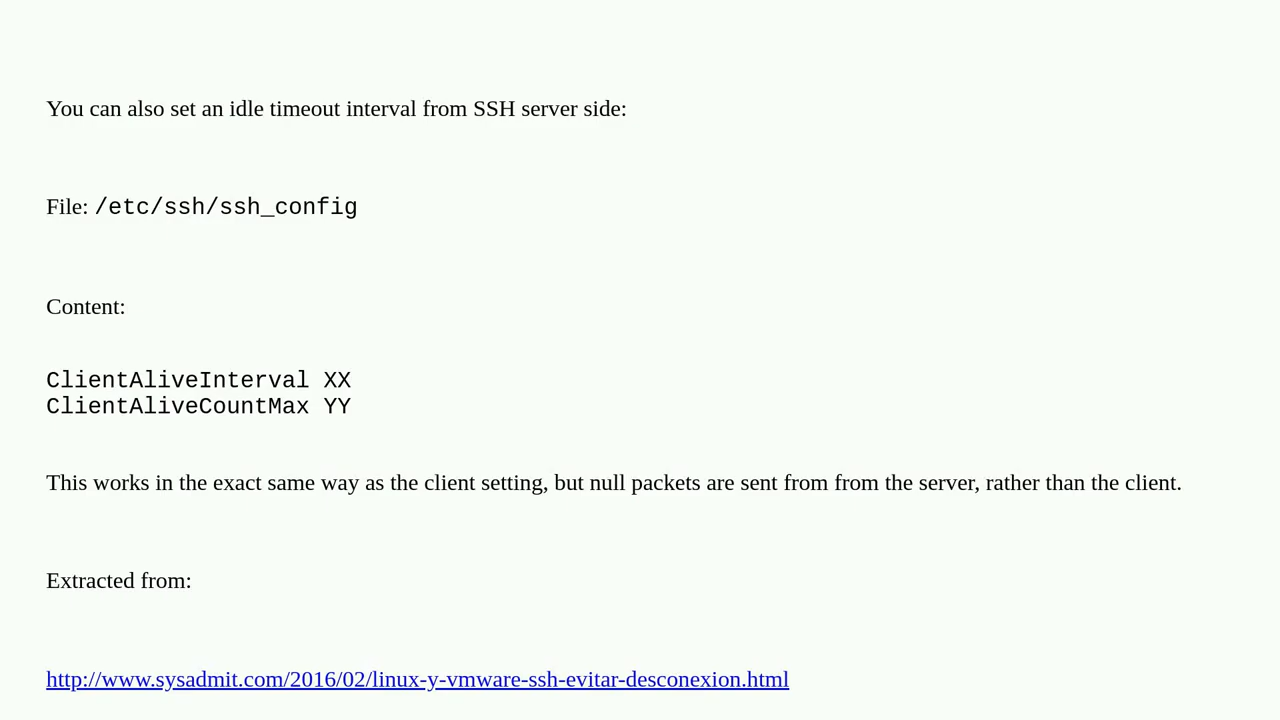 You can also set an idle timeout interval from SSH server side:
File: /etc/ssh/ssh_config
Content:
ClientAliveInterval XX
ClientAliveCountMax YY
This works in the exact same way as the client setting, but null packets are sent from from the server, rather than the client.
Extracted from:
http://www.sysadmit.com/2016/02/linux-y-vmware-ssh-evitar-desconexion.html